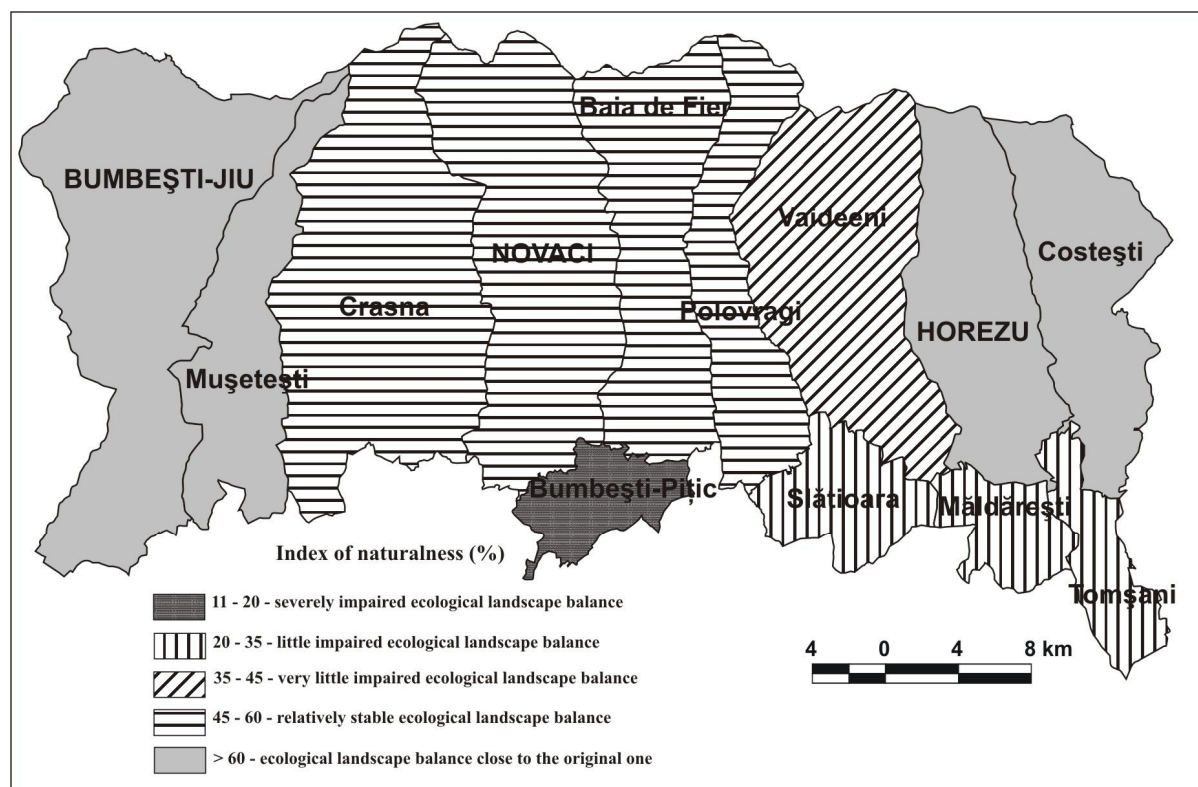 Baia de Fier
BUMBEŞTI-JIU
Vaideeni
NOVACI
Costeşti
Crasna
Polovragi
HOREZU
Muşeteşti
Bumbeşti-Piţic
Slătioara
Măldăreşti
Tomşani
Index of naturalness (%)
11 - 20 - severely impaired ecological landscape balance
20 - 35 - little impaired ecological landscape balance
35 - 45 - very little impaired ecological landscape balance
45 - 60 - relatively stable ecological landscape balance
> 60 - ecological landscape balance close to the original one
4 0 4 8 km